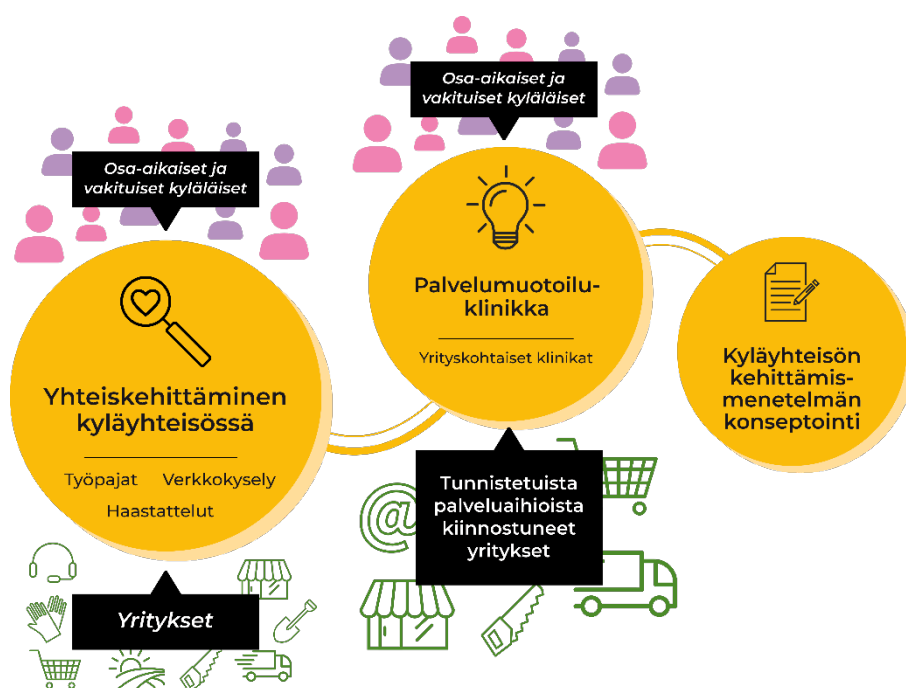 Osa-aikaiset ja
vakituiset kyläläiset
Yhteiskehittäminen
kyläyhteisössä
Työpajat Verkkokysely
Haastattelut
Yritykset
Osa-aikaiset ja
vakituiset kyläläiset
Palvelumuotoilu-
klinikka
Yrityskohtaiset klinikat
@
Tunnistetuista
palveluaihioista
kiinnostuneet
yritykset
Kyläyhteisön
kehittämis-
menetelmän
konseptointi